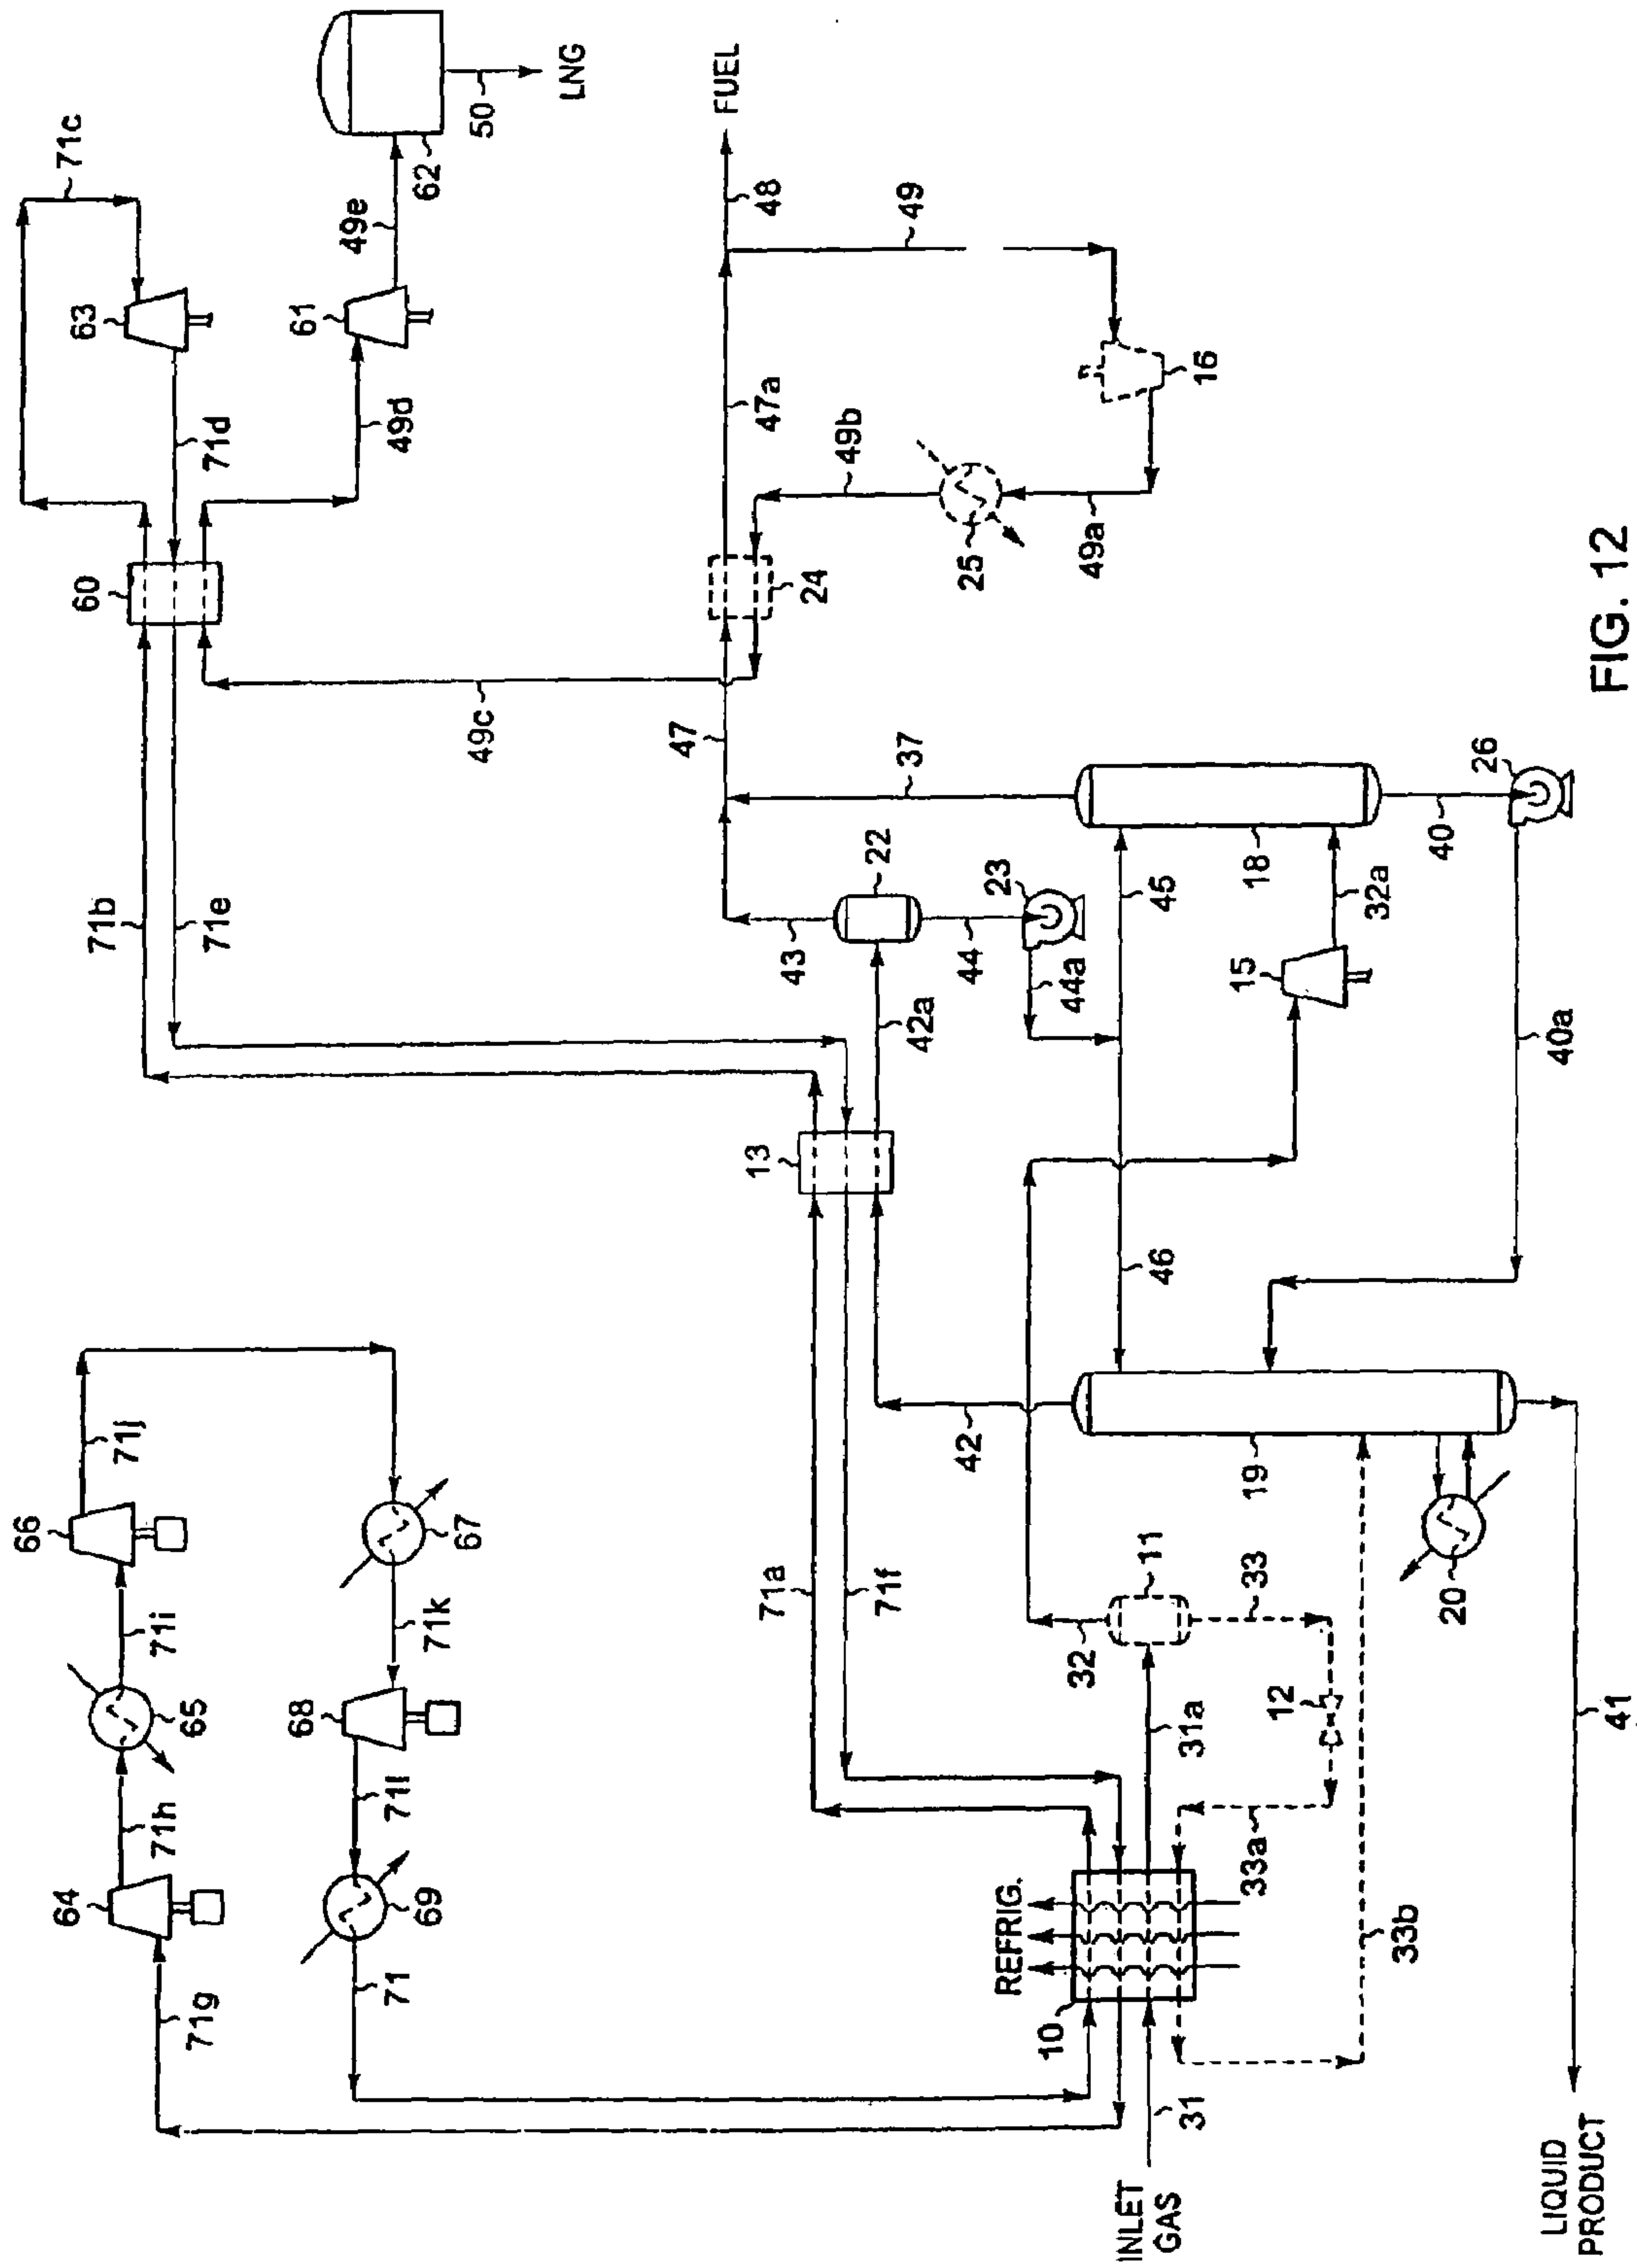 66
71j
71c
64
71h
65
71i
63
60
71g
71b
71d
71e
68
61
49e
62
50
LNG
71l
69
71
71k
67
49d
49c
47
47a
48
FUEL
71a
71f
13
43
22
37
24
49
49b
42a
42
44
23
25
REFRIG.
10
32
11
44a
49a
INLET
GAS
31
31a
46
45
16
33a
12
33
19
15
18
33b
20
32a
40
26
40a
LIQUID
PRODUCT
41
FIG. 12